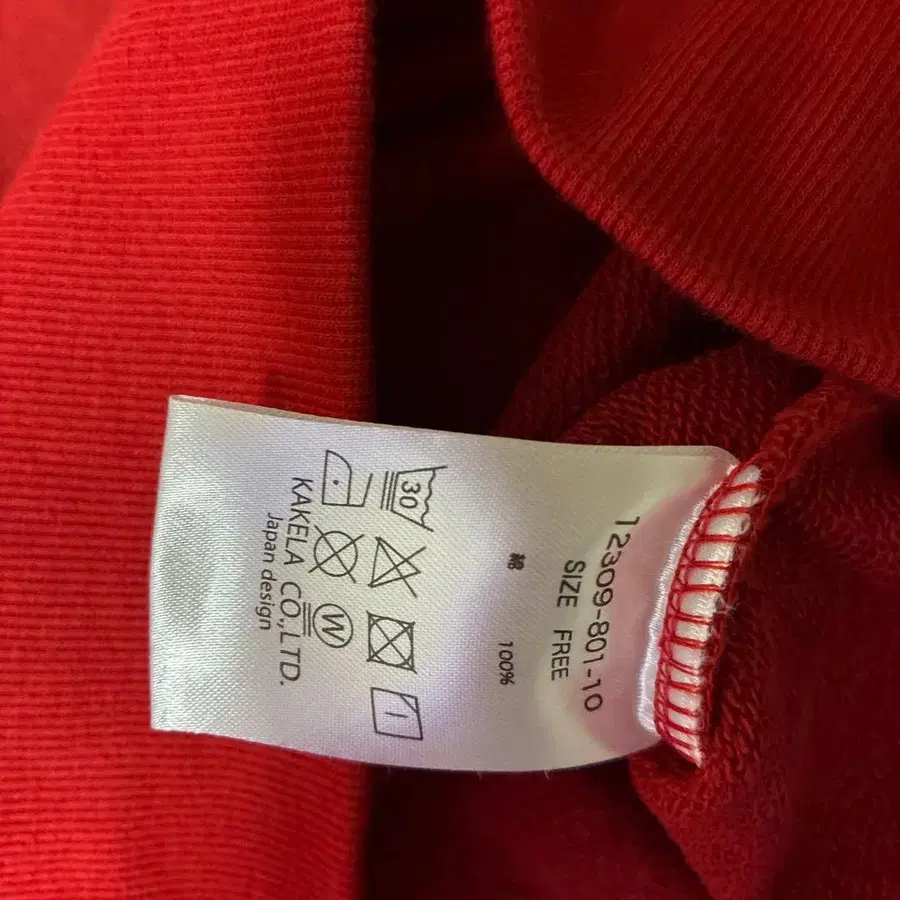 12309-801-10
SIZE FREE
綿 100%
30
W
KAKELA CO.,LTD.
Japan design